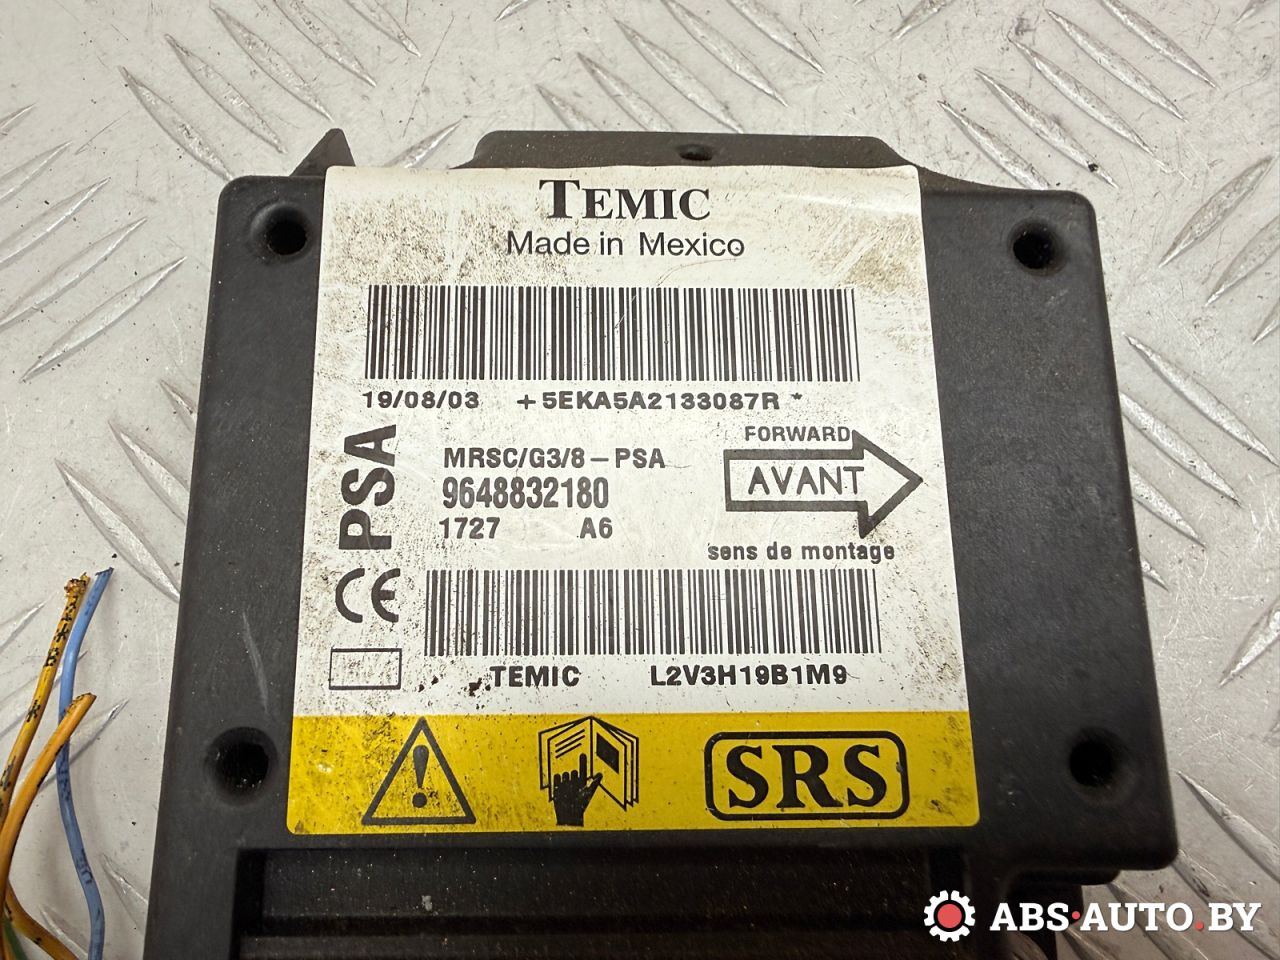 TEMIC
Made in Mexico
19/08/03 +5EKA5A2133087R*
PSA
MRSC/G3/8-PSA
9648832180
1727 A6
FORWARD
AVANT
sens de montage
CE
TEMIC L2V3H19B1M9
SRS
ABS-AUTO.BY